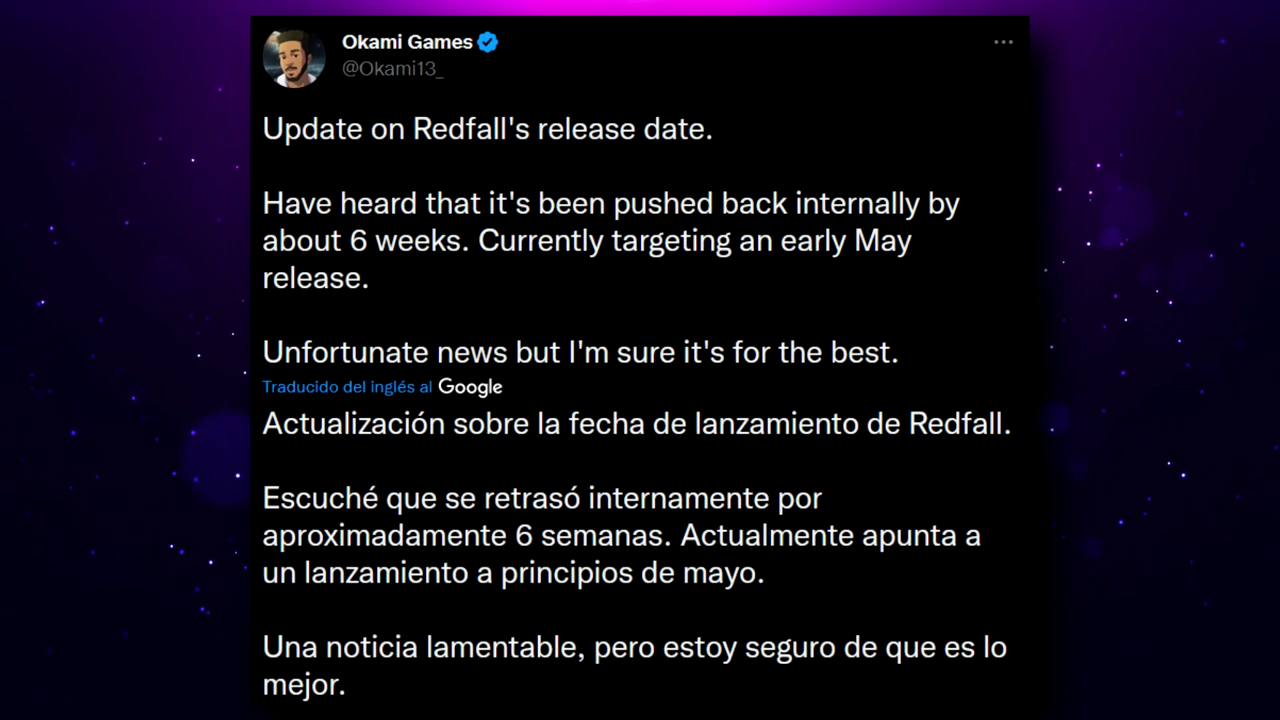 Okami Games
@Okami13_
Update on Redfall's release date.
Have heard that it's been pushed back internally by
about 6 weeks. Currently targeting an early May
release.
Unfortunate news but I'm sure it's for the best.
Traducido del inglés al Google
Actualización sobre la fecha de lanzamiento de Redfall.
Escuché que se retrasó internamente por
aproximadamente 6 semanas. Actualmente apunta a
un lanzamiento a principios de mayo.
Una noticia lamentable, pero estoy seguro de que es lo
mejor.